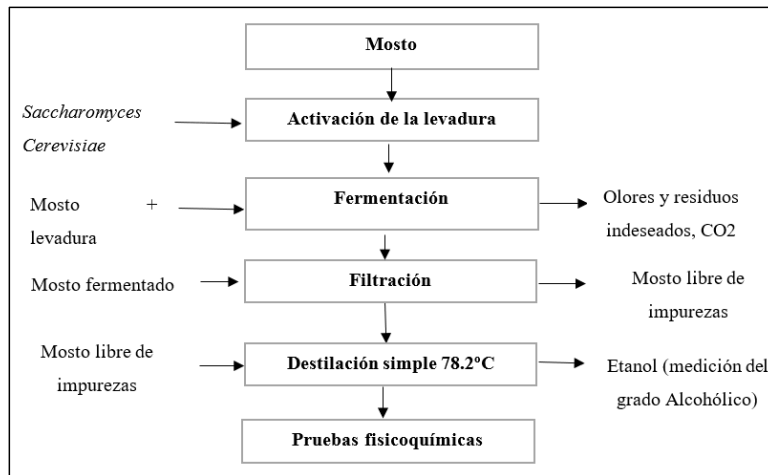 Mosto
Saccharomyces
Cerevisiae
Activación de la levadura
Mosto +
levadura
Fermentación
Olores y residuos
indeseados, CO2
Mosto fermentado
Filtración
Mosto libre de
impurezas
Mosto libre de
impurezas
Destilación simple 78.2ºC
Etanol (medición del
grado Alcohólico)
Pruebas fisicoquímicas